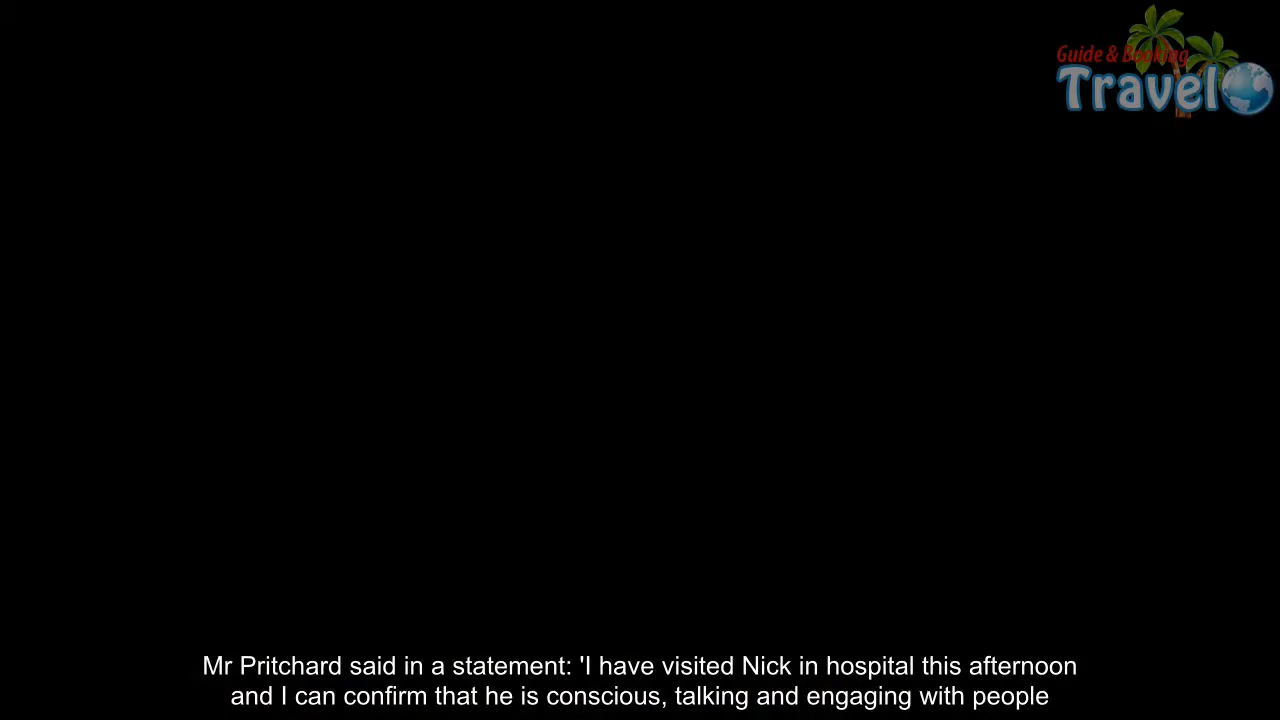 Guide & Booking
Travel
Mr Pritchard said in a statement: 'I have visited Nick in hospital this afternoon
and I can confirm that he is conscious, talking and engaging with people